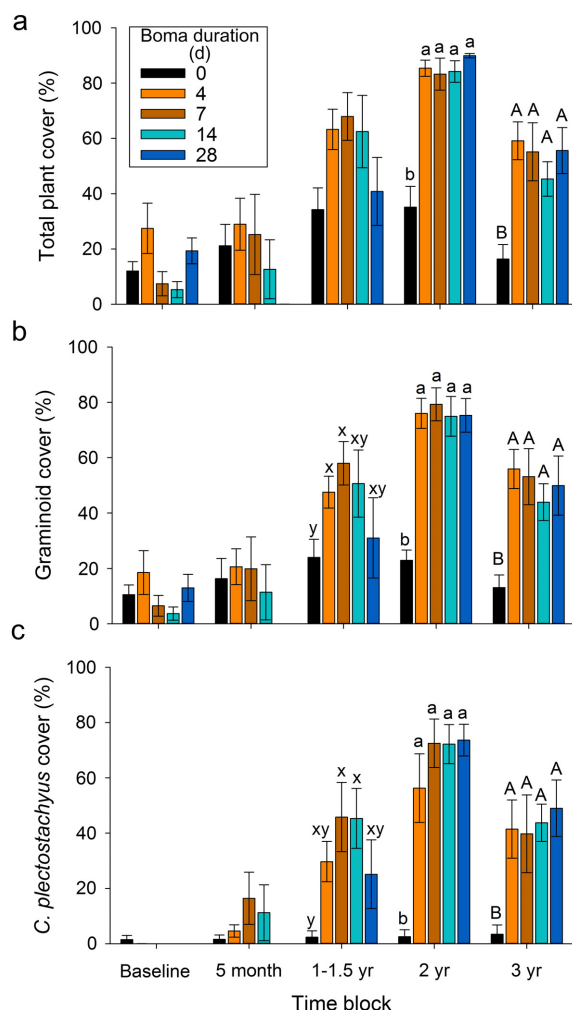 a
Boma duration
(d)
0
4
7
14
28
Total plant cover (%)
100
80
60
40
20
0
b
a a a a
B
A A A A
b
Graminoid cover (%)
100
80
60
40
20
0
y x x xy xy
b
a a a a
B
A A A A
c
C. plectostachyus cover (%)
100
80
60
40
20
0
y xy x x xy
b
a a a a
B
A A A A
Baseline 5 month 1-1.5 yr 2 yr 3 yr
Time block